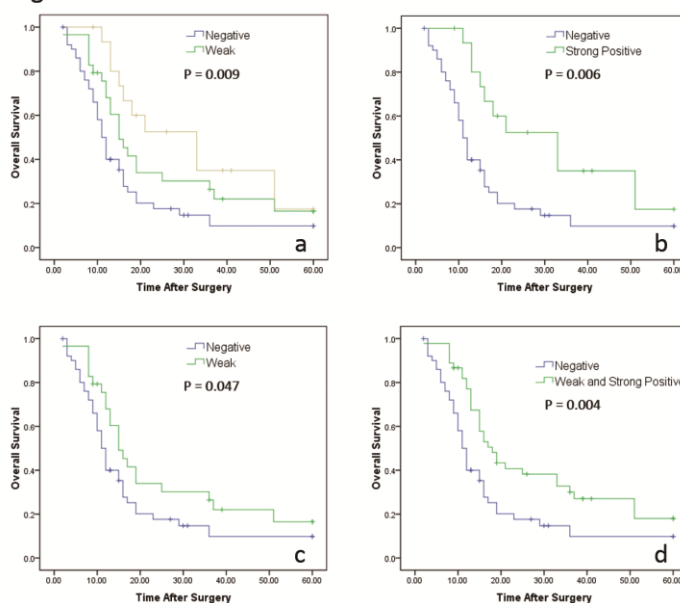 Negative
Weak
P = 0.009
Overall Survival
1.0
0.8
0.6
0.4
0.2
0.0
0.00 10.00 20.00 30.00 40.00 50.00 60.00
Time After Surgery
a
Negative
Strong Positive
P = 0.006
Overall Survival
1.0
0.8
0.6
0.4
0.2
0.0
0.00 10.00 20.00 30.00 40.00 50.00 60.00
Time After Surgery
b
Negative
Weak
P = 0.047
Overall Survival
1.0
0.8
0.6
0.4
0.2
0.0
0.00 10.00 20.00 30.00 40.00 50.00 60.00
Time After Surgery
c
Negative
Weak and Strong Positive
P = 0.004
Overall Survival
1.0
0.8
0.6
0.4
0.2
0.0
0.00 10.00 20.00 30.00 40.00 50.00 60.00
Time After Surgery
d